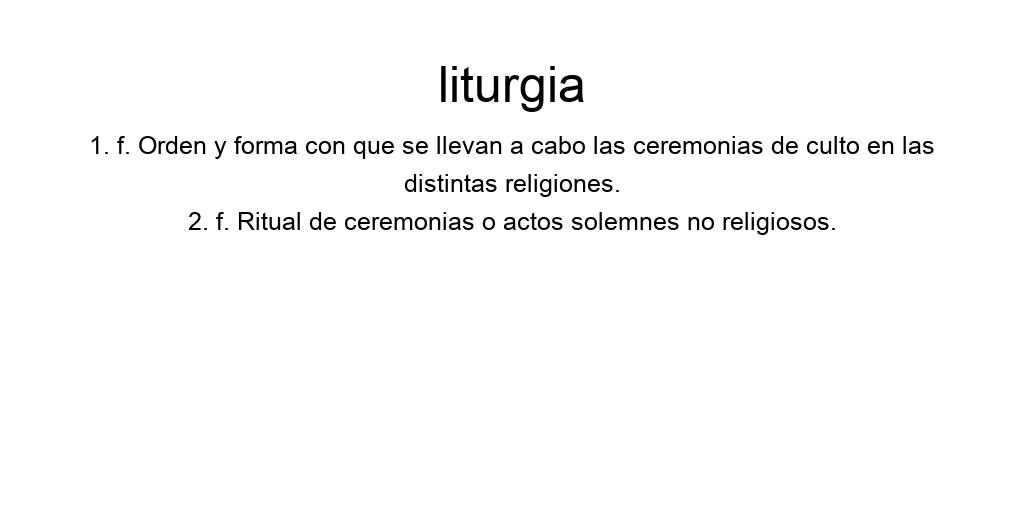 liturgia
1. f. Orden y forma con que se llevan a cabo las ceremonias de culto en las
distintas religiones.
2. f. Ritual de ceremonias o actos solemnes no religiosos.